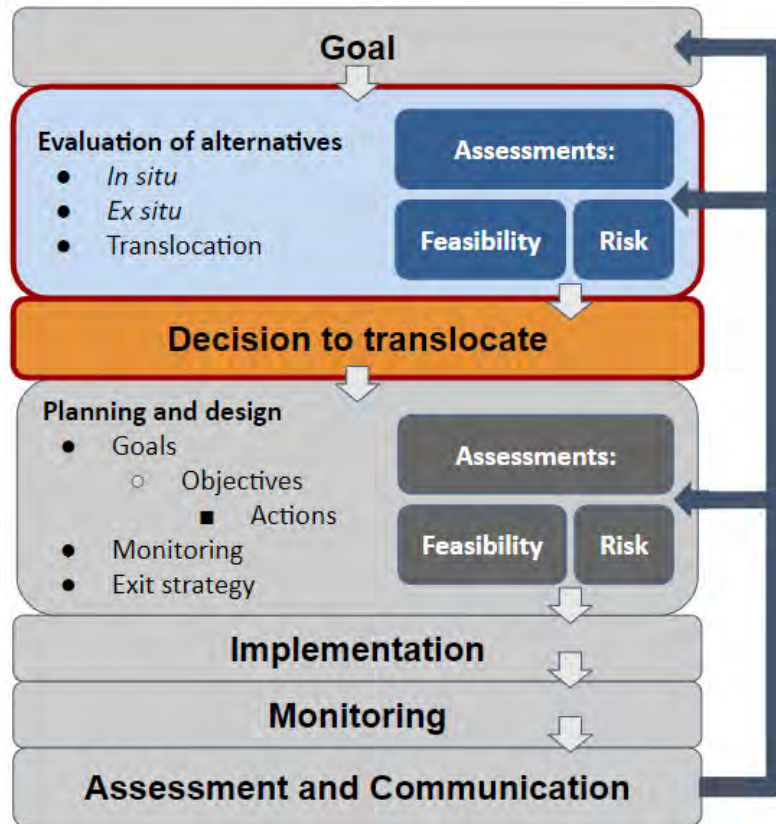 Goal
Evaluation of alternatives
● In situ
● Ex situ
● Translocation
Assessments:
Feasibility
Risk
Decision to translocate
Planning and design
● Goals
○ Objectives
■ Actions
● Monitoring
● Exit strategy
Assessments:
Feasibility
Risk
Implementation
Monitoring
Assessment and Communication